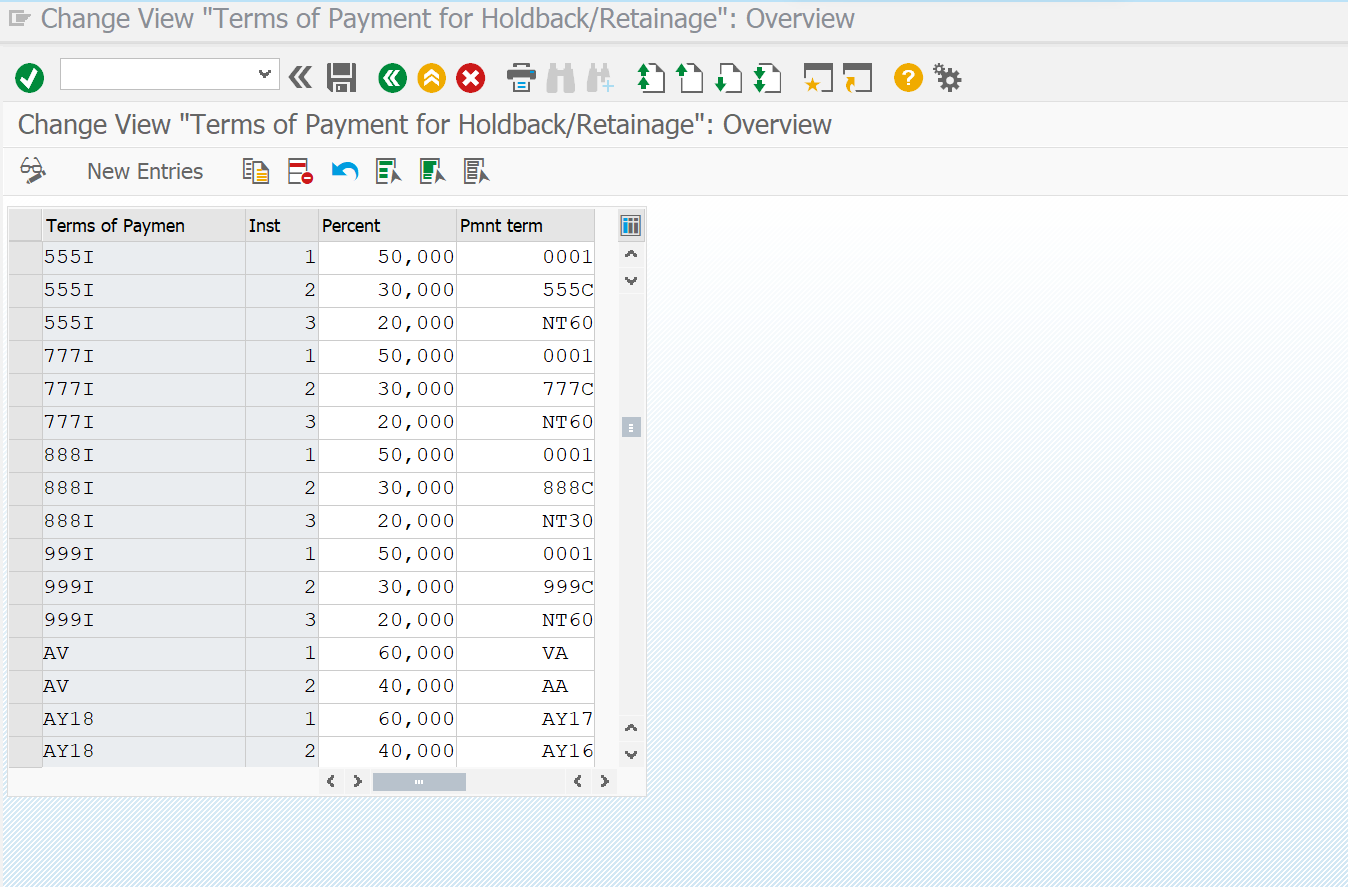 Change View "Terms of Payment for Holdback/Retainage": Overview
Change View "Terms of Payment for Holdback/Retainage": Overview
New Entries
Terms of Paymen Inst Percent Pmnt term
555I 1 50,000 0001
555I 2 30,000 555C
555I 3 20,000 NT60
777I 1 50,000 0001
777I 2 30,000 777C
777I 3 20,000 NT60
888I 1 50,000 0001
888I 2 30,000 888C
888I 3 20,000 NT30
999I 1 50,000 0001
999I 2 30,000 999C
999I 3 20,000 NT60
AV 1 60,000 VA
AV 2 40,000 AA
AY18 1 60,000 AY17
AY18 2 40,000 AY16